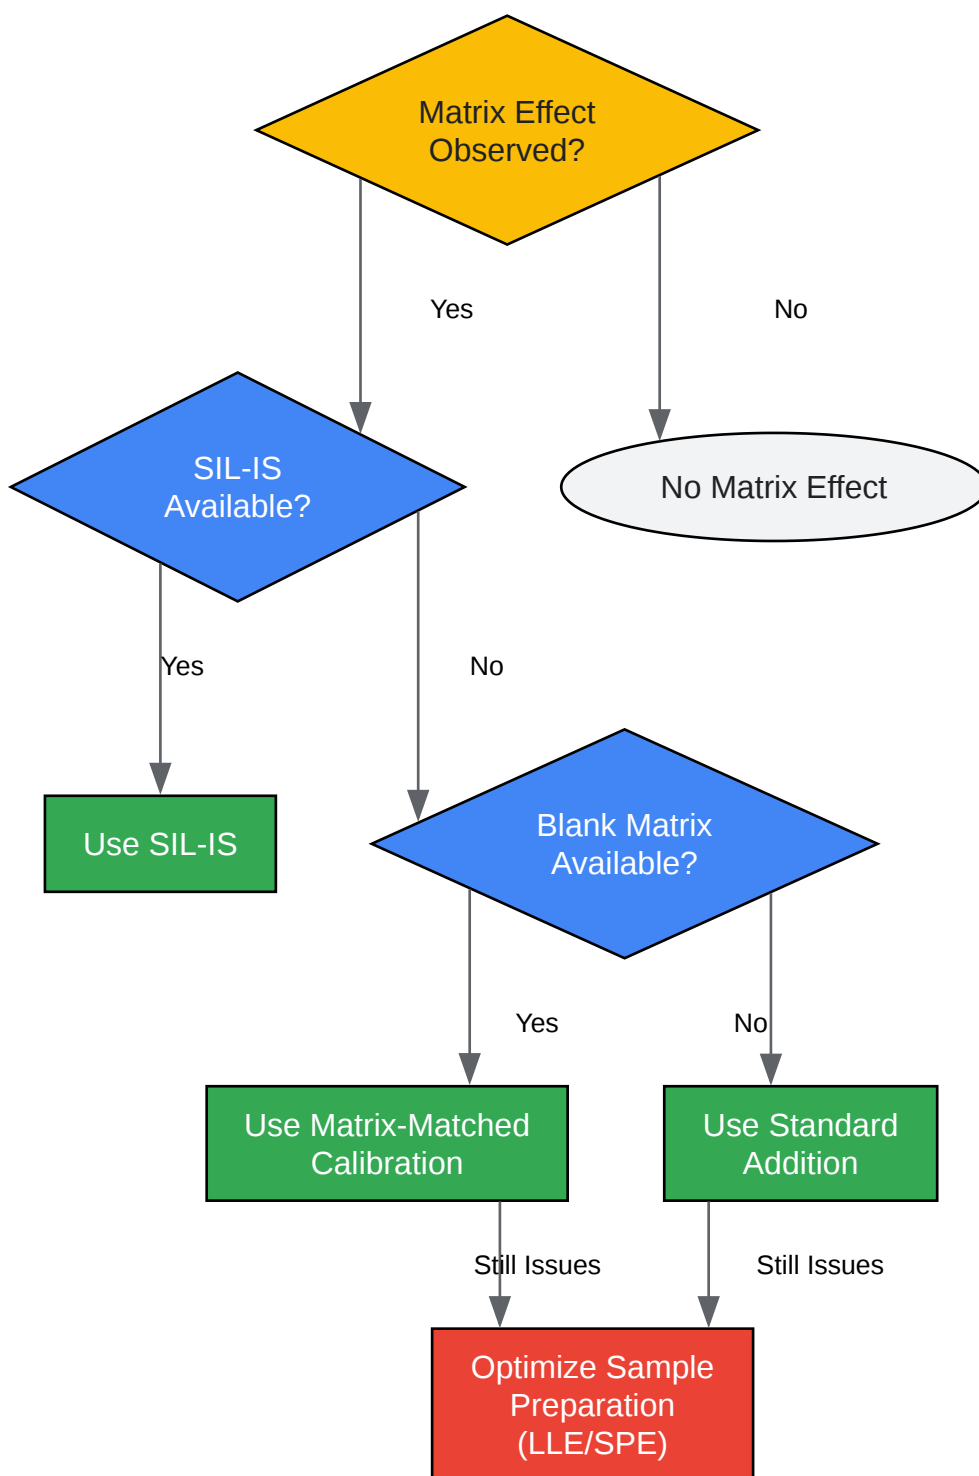 Matrix Effect
Observed?
Yes
No
SIL-IS
Available?
No Matrix Effect
Yes
No
Use SIL-IS
Blank Matrix
Available?
Yes
No
Use Matrix-Matched
Calibration
Use Standard
Addition
Still Issues
Still Issues
Optimize Sample
Preparation
(LLE/SPE)